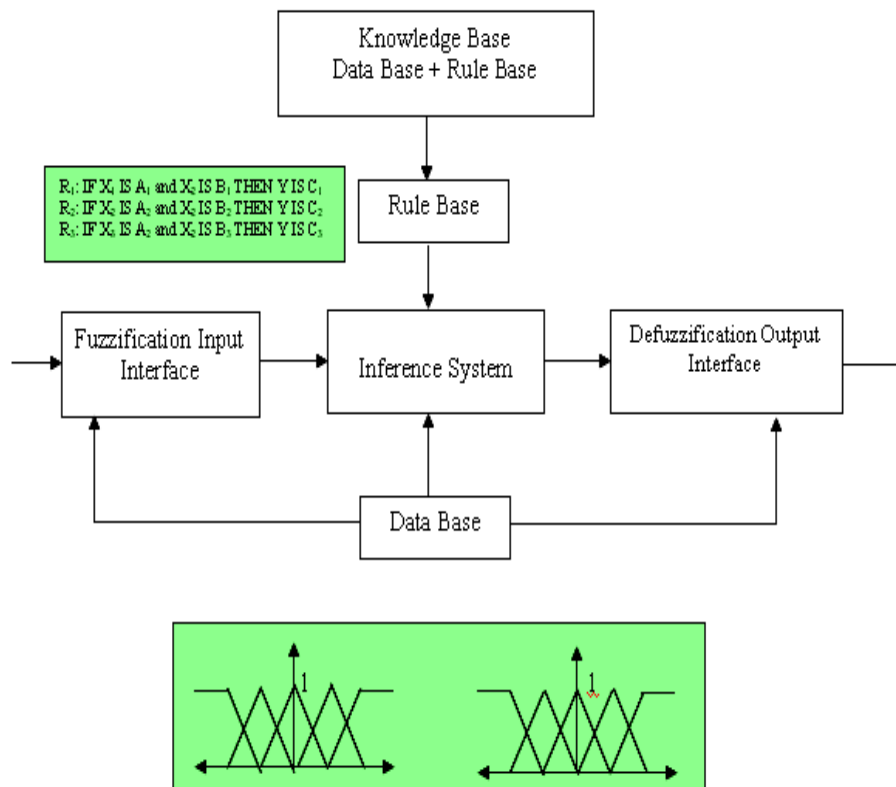 Knowledge Base
Data Base + Rule Base
R₁: IF X₁ IS A₁ and X₂ IS B₁ THEN Y IS C₁
R₂: IF X₂ IS A₂ and X₂ IS B₂ THEN Y IS C₂
R₃: IF X₃ IS A₂ and X₂ IS B₃ THEN Y IS C₃
Rule Base
Fuzzification Input
Interface
Inference System
Defuzzification Output
Interface
Data Base
1
1